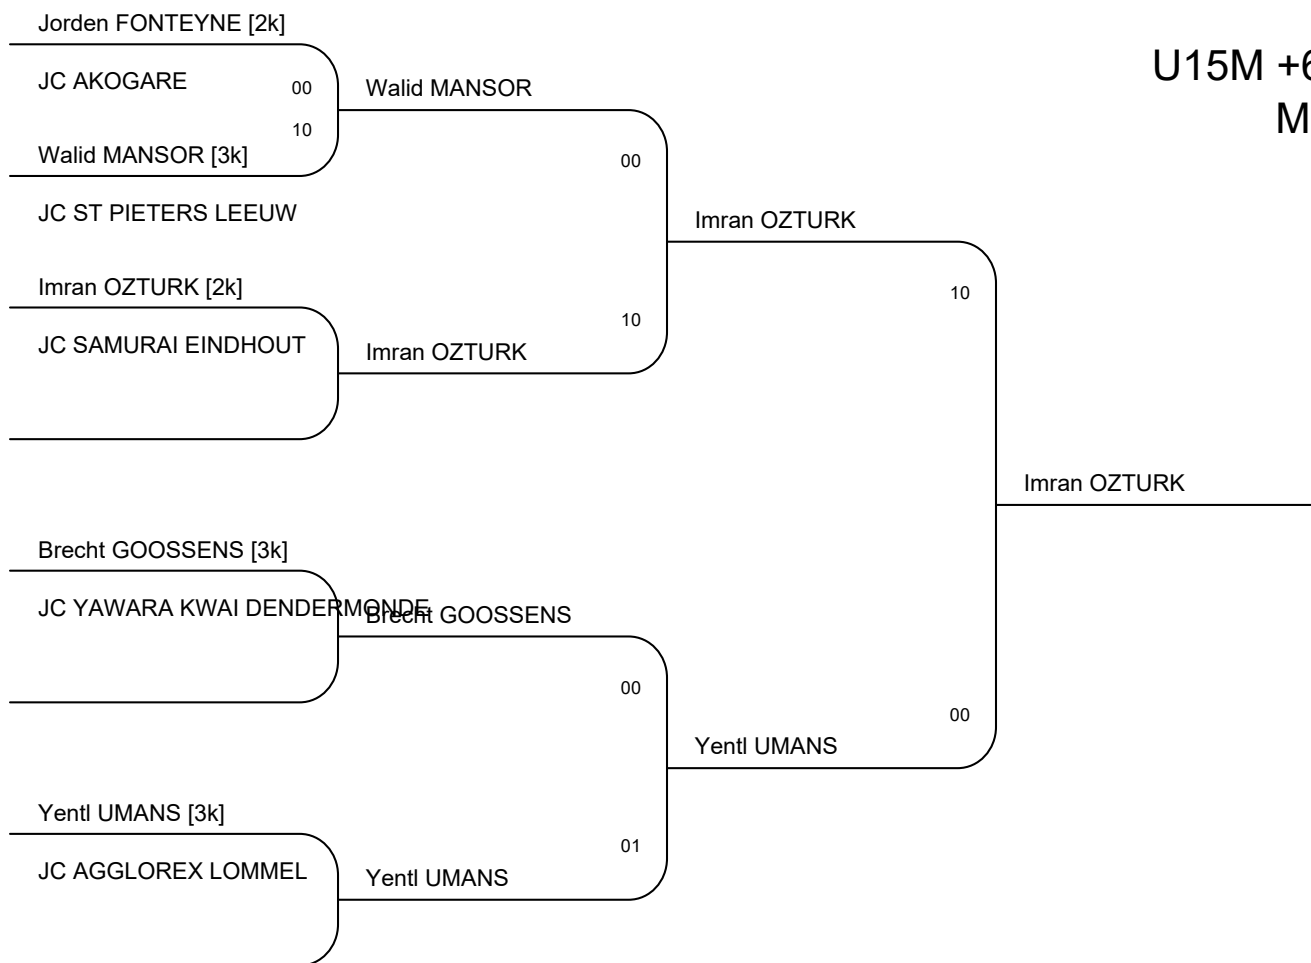 Jorden FONTEYNE [2k]
JC AKOGARE
00
10
Walid MANSOR [3k]
JC ST PIETERS LEEUW
Imran OZTURK [2k]
JC SAMURAI EINDHOUT
Brecht GOOSSENS [3k]
JC YAWARA KWAI DENDERMONDE
Yentl UMANS [3k]
JC AGGLOREX LOMMEL
Walid MANSOR
00
10
Imran OZTURK
Brecht GOOSSENS
00
01
Yentl UMANS
Imran OZTURK
10
00
Yentl UMANS
Imran OZTURK
U15M +6
M